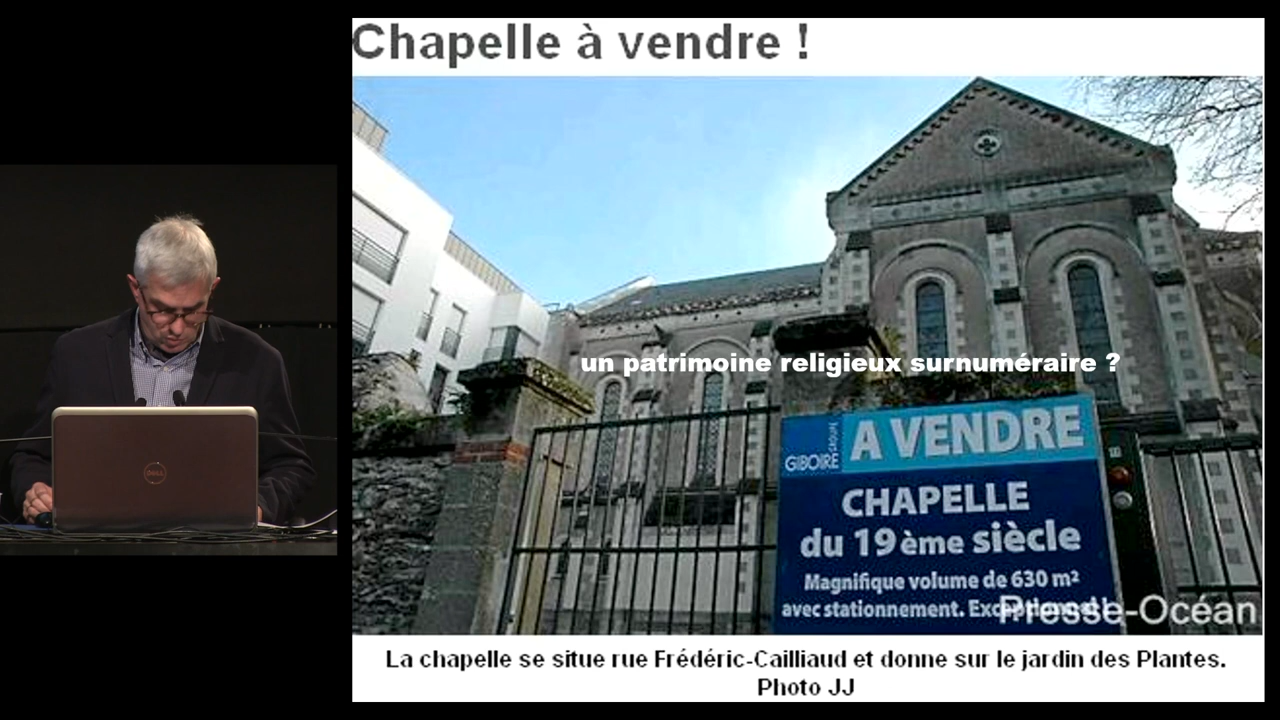 Chapelle à vendre !
un patrimoine religieux surnuméraire ?
GIBOIRE
A VENDRE
CHAPELLE
du 19ème siècle
Magnifique volume de 630 m²
avec stationnement.
Presse-Océan
La chapelle se situe rue Frédéric-Cailliaud et donne sur le jardin des Plantes.
Photo JJ
DELL